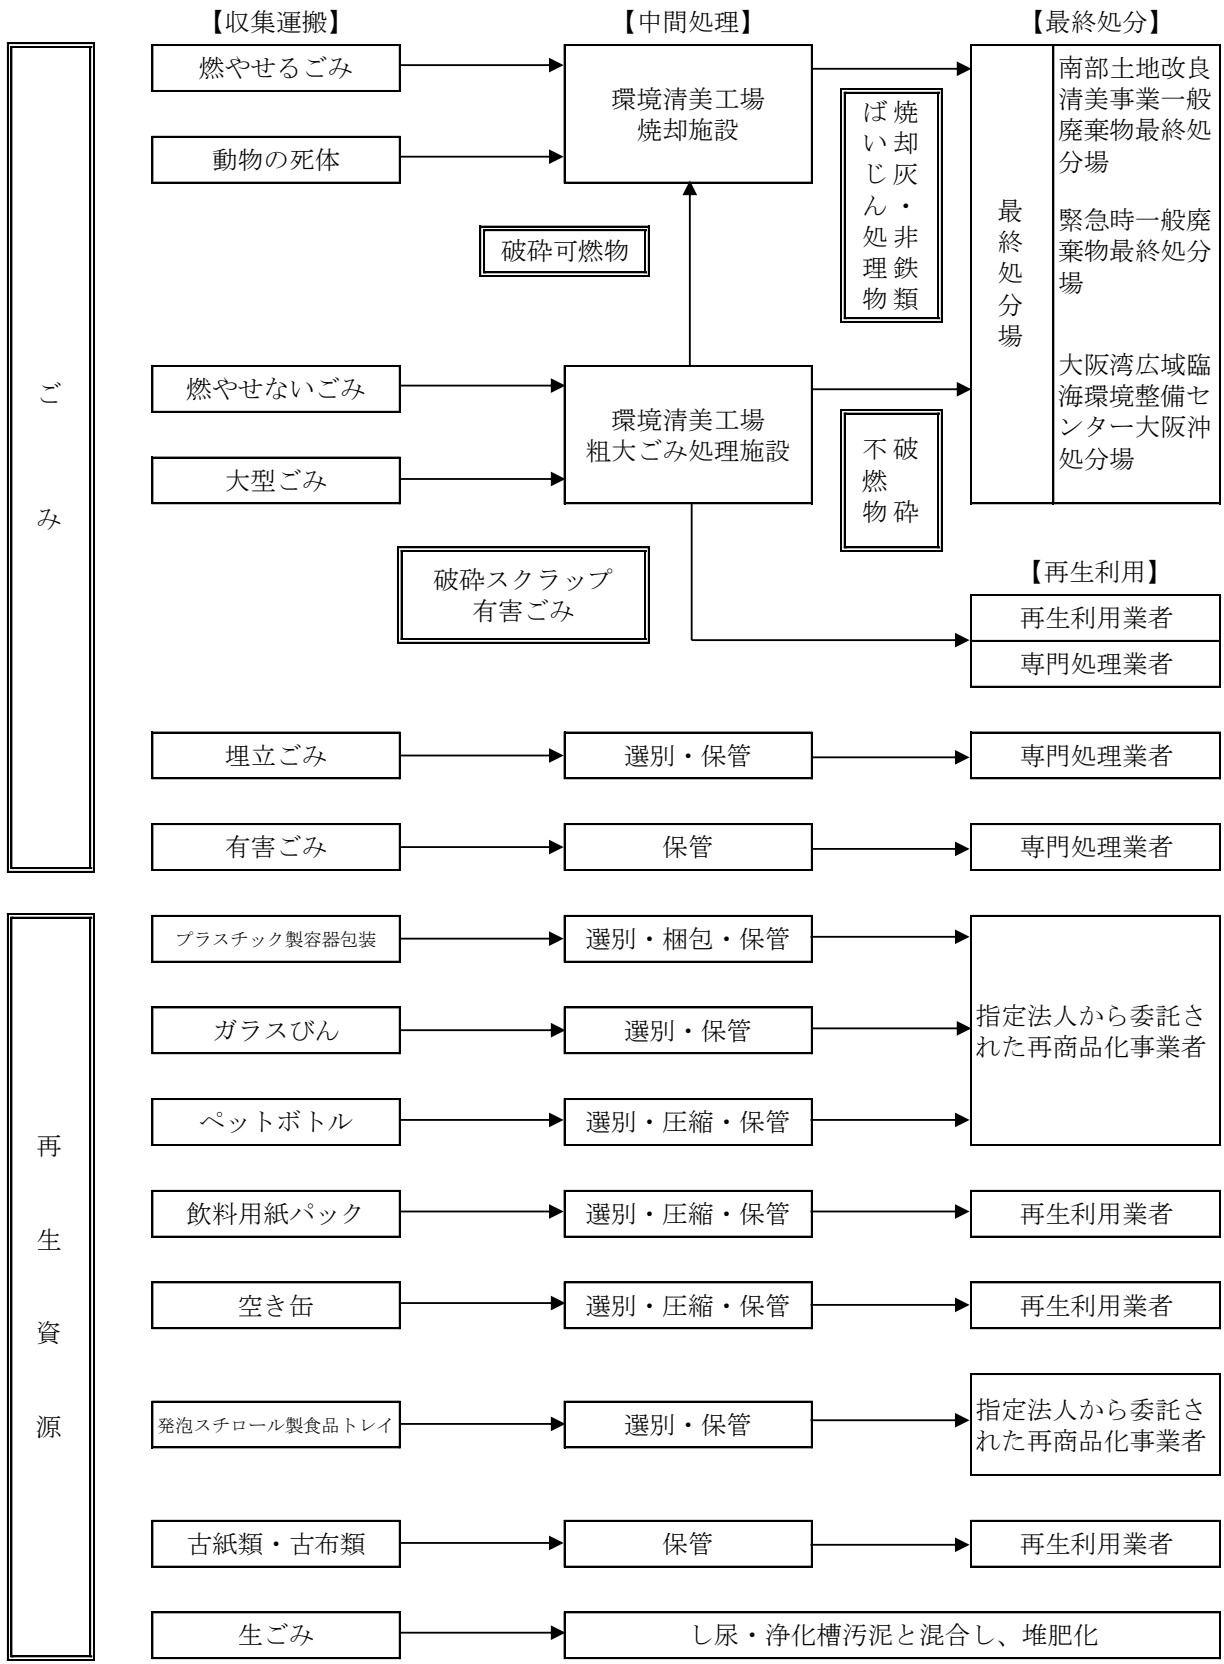 【収集運搬】
【中間処理】
【最終処分】
ごみ
燃やせるごみ
動物の死体
環境清美工場
焼却施設
焼却灰・非鉄類
ばいじん処理物
最終処分場
南部土地改良
清美事業一般
廃棄物最終処
分場
緊急時一般廃
棄物最終処分
場
大阪湾広域臨
海環境整備セ
ンター大阪沖
処分場
破砕可燃物
燃やせないごみ
大型ごみ
環境清美工場
粗大ごみ処理施設
破砕
不燃物
破砕スクラップ
有害ごみ
【再生利用】
再生利用業者
専門処理業者
埋立ごみ
選別・保管
専門処理業者
有害ごみ
保管
専門処理業者
再生資源
プラスチック製容器包装
選別・梱包・保管
ガラスびん
選別・保管
指定法人から委託さ
れた再商品化事業者
ペットボトル
選別・圧縮・保管
飲料用紙パック
選別・圧縮・保管
再生利用業者
空き缶
選別・圧縮・保管
再生利用業者
発泡スチロール製食品トレイ
選別・保管
指定法人から委託さ
れた再商品化事業者
古紙類・古布類
保管
再生利用業者
生ごみ
し尿・浄化槽汚泥と混合し、堆肥化